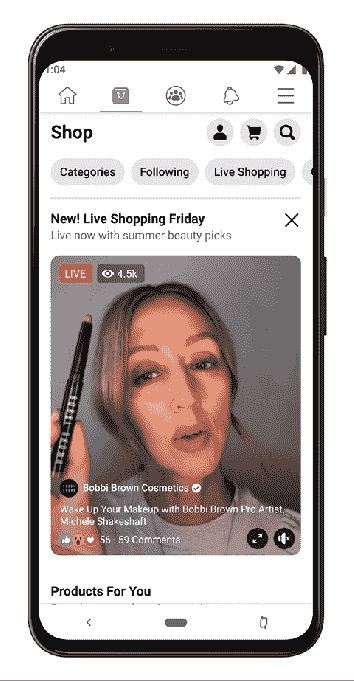 1:04
Shop
Categories Following Live Shopping
New! Live Shopping Friday
Live now with summer beauty picks
LIVE 4.5k
Bobbi Brown Cosmetics
Wake Up Your Makeup with Bobbi Brown Pro Artist,
Michele Shakeshaft
56 · 59 Comments
Products For You